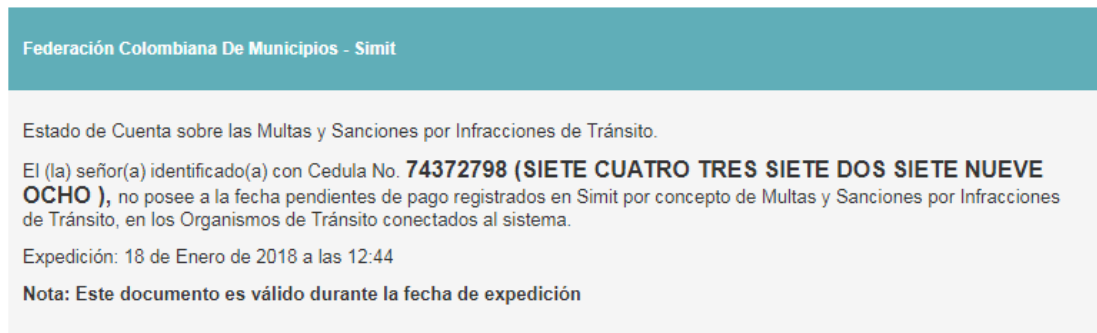 Federación Colombiana De Municipios - Simit
Estado de Cuenta sobre las Multas y Sanciones por Infracciones de Tránsito.
El (la) señor(a) identificado(a) con Cedula No. 74372798 (SIETE CUATRO TRES SIETE DOS SIETE NUEVE
OCHO ), no posee a la fecha pendientes de pago registrados en Simit por concepto de Multas y Sanciones por Infracciones
de Tránsito, en los Organismos de Tránsito conectados al sistema.
Expedición: 18 de Enero de 2018 a las 12:44
Nota: Este documento es válido durante la fecha de expedición